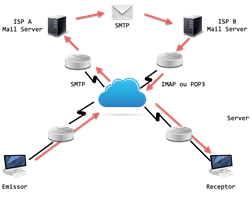 ISP A
Mail Server
SMTP
ISP B
Mail Server
SMTP
IMAP ou POP3
Server
Emissor
Receptor